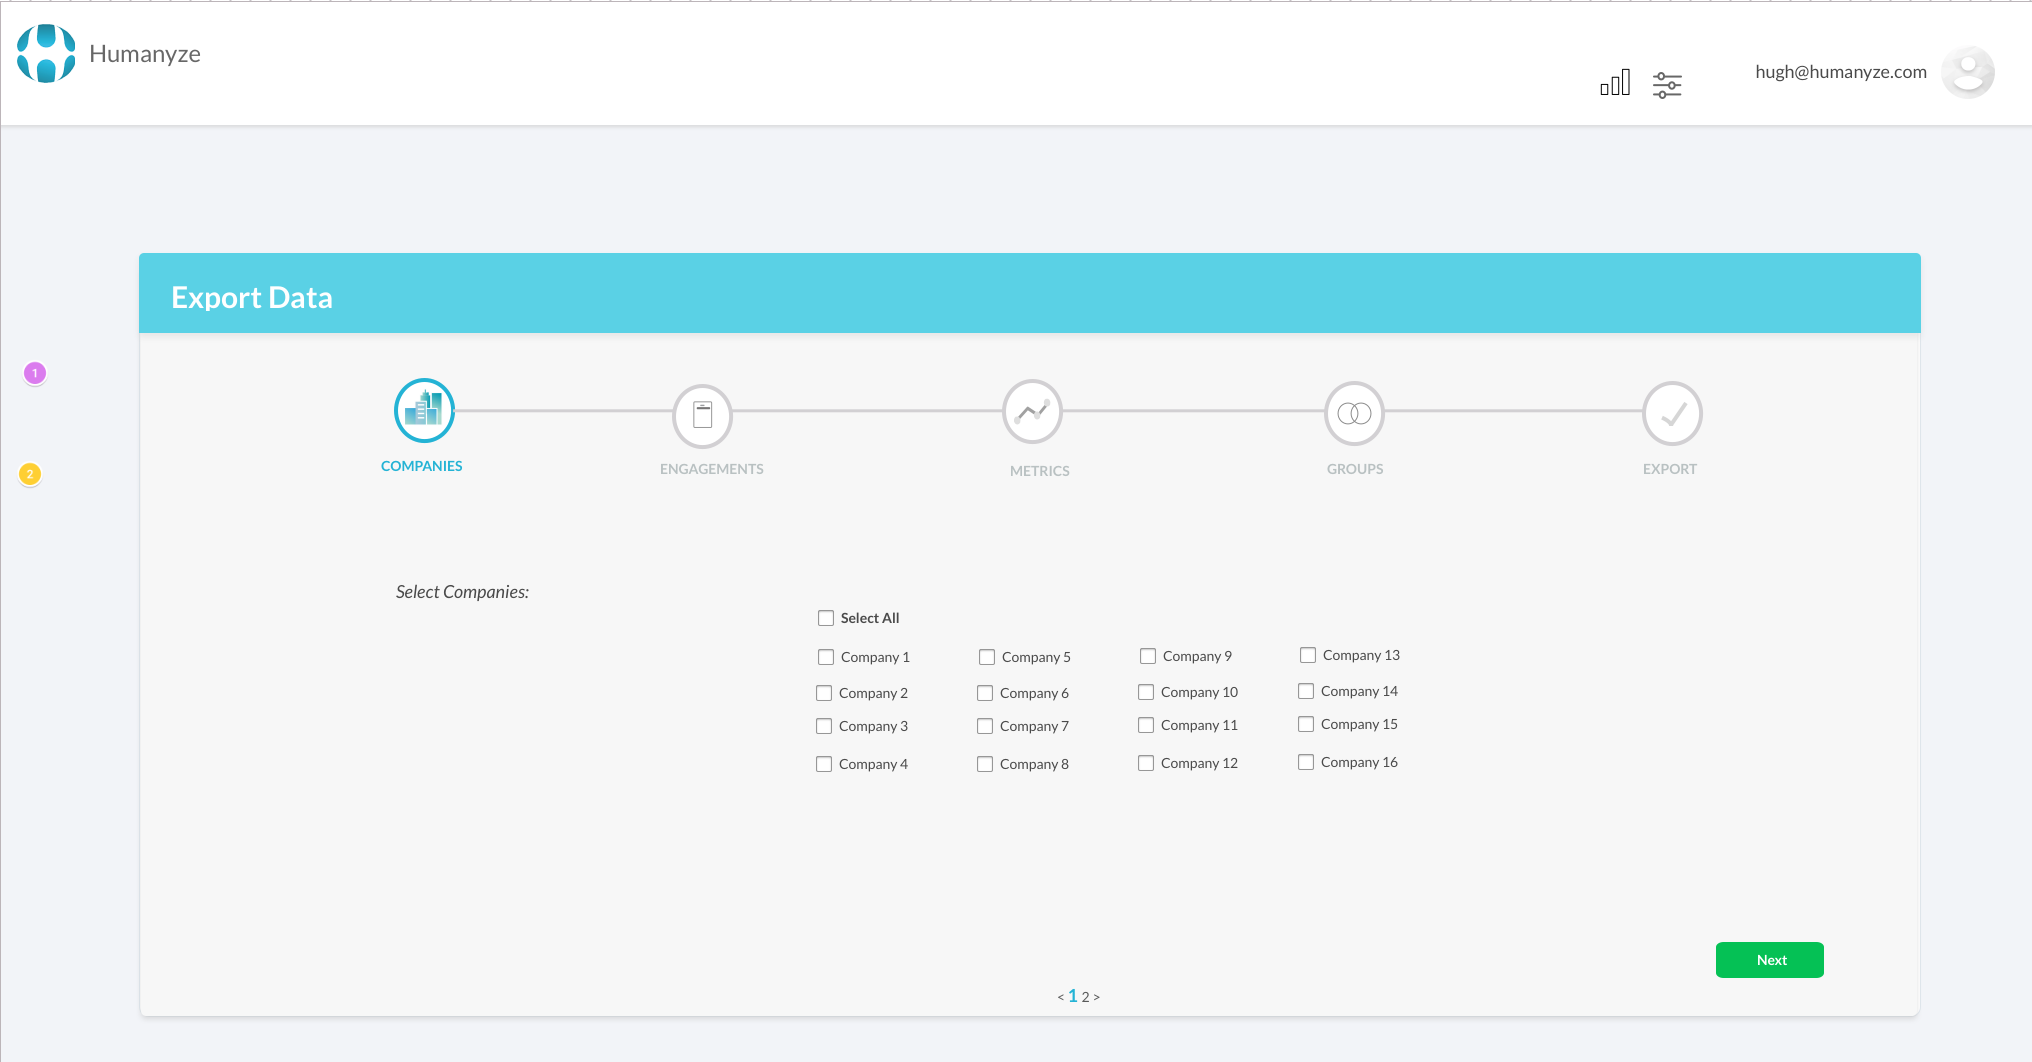 Humanyze
hugh@humanyze.com
Export Data
1
2
COMPANIES
ENGAGEMENTS
METRICS
GROUPS
EXPORT
Select Companies:
Select All
Company 1
Company 5
Company 9
Company 13
Company 2
Company 6
Company 10
Company 14
Company 3
Company 7
Company 11
Company 15
Company 4
Company 8
Company 12
Company 16
Next
< 1 2 >